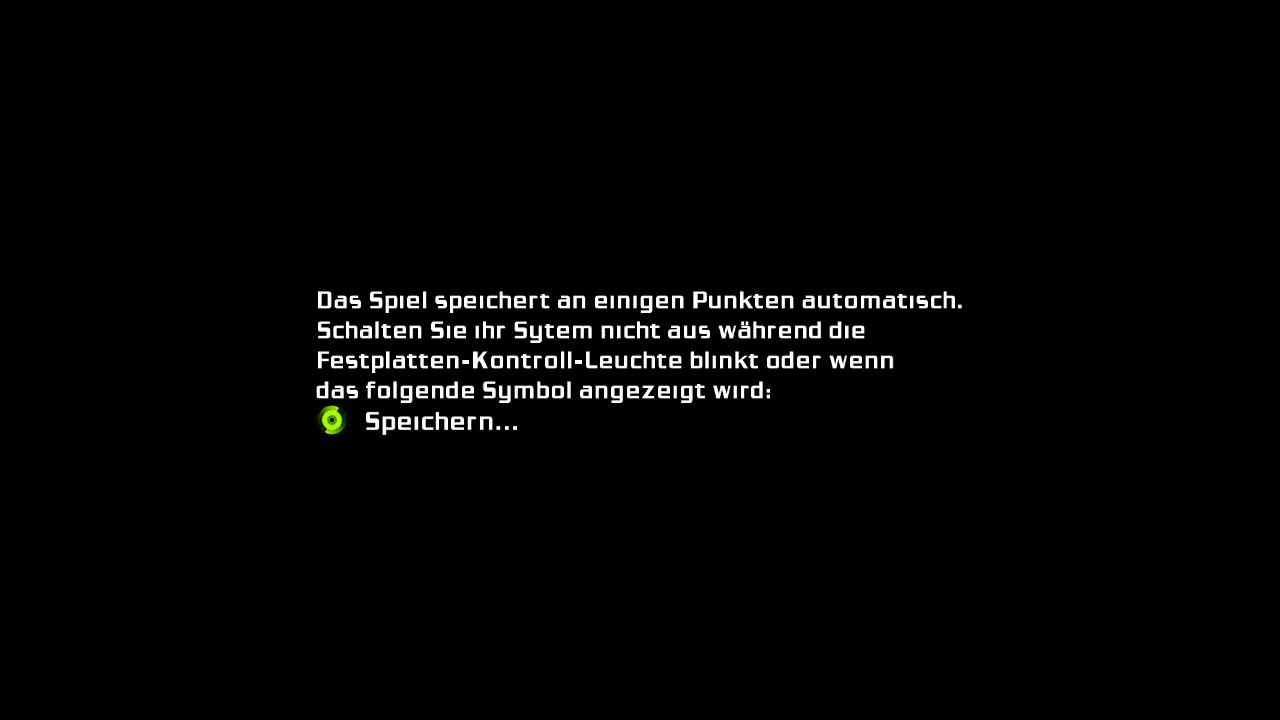 Das Spiel speichert an einigen Punkten automatisch.
Schalten Sie ihr Sytem nicht aus während die
Festplatten-Kontroll-Leuchte blinkt oder wenn
das folgende Symbol angezeigt wird:
Speichern...